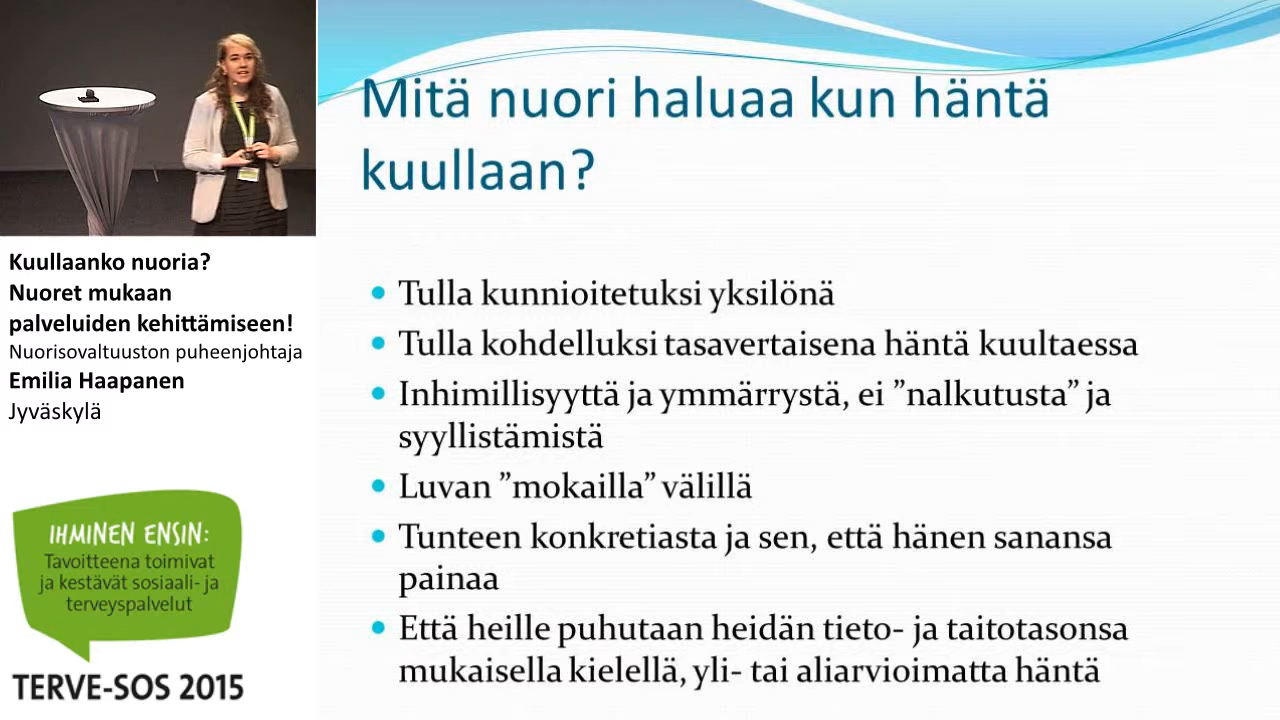 Mitä nuori haluaa kun häntä
kuullaan?
Kuullaanko nuoria?
Nuoret mukaan
palveluiden kehittämiseen!
Nuorisovaltuuston puheenjohtaja
Emilia Haapanen
Jyväskylä
• Tulla kunnioitetuksi yksilönä
• Tulla kohdelluksi tasavertaisena häntä kuultaessa
• Inhimillisyyttä ja ymmärrystä, ei ”nalkutusta” ja
syyllistämistä
• Luvan ”mokailla” välillä
• Tunteen konkretiasta ja sen, että hänen sanansa
painaa
• Että heille puhutaan heidän tieto- ja taitotasonsa
mukaisella kielellä, yli- tai aliarvioimatta häntä
IHMINEN ENSIN:
Tavoitteena toimivat
ja kestävät sosiaali- ja
terveyspalvelut
TERVE-SOS 2015